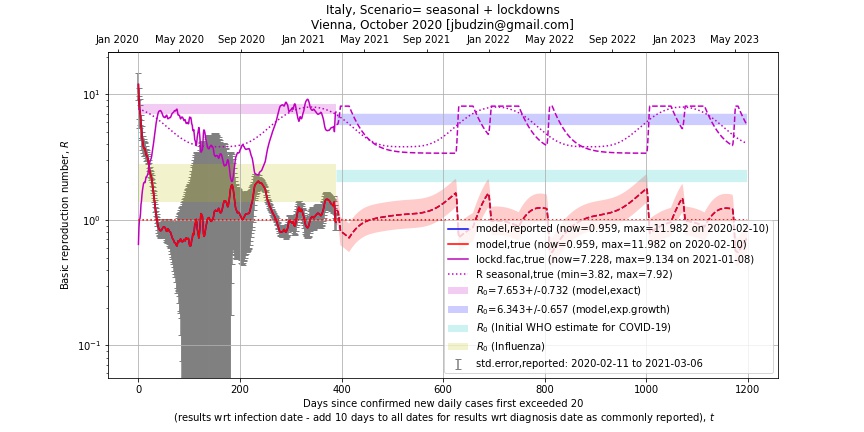 Italy, Scenario= seasonal + lockdowns
Vienna, October 2020 [jbudzin@gmail.com]
Jan 2020 May 2020 Sep 2020 Jan 2021 May 2021 Sep 2021 Jan 2022 May 2022 Sep 2022 Jan 2023 May 2023
Basic reproduction number, R
10¹
10⁰
10⁻¹
model,reported (now=0.959, max=11.982 on 2020-02-10)
model,true (now=0.959, max=11.982 on 2020-02-10)
lockd.fac,true (now=7.228, max=9.134 on 2021-01-08)
R seasonal,true (min=3.82, max=7.92)
R₀=7.653+/-0.732 (model,exact)
R₀=6.343+/-0.657 (model,exp.growth)
R₀ (Initial WHO estimate for COVID-19)
R₀ (Influenza)
std.error,reported: 2020-02-11 to 2021-03-06
0 200 400 600 800 1000 1200
Days since confirmed new daily cases first exceeded 20
(results wrt infection date - add 10 days to all dates for results wrt diagnosis date as commonly reported), t